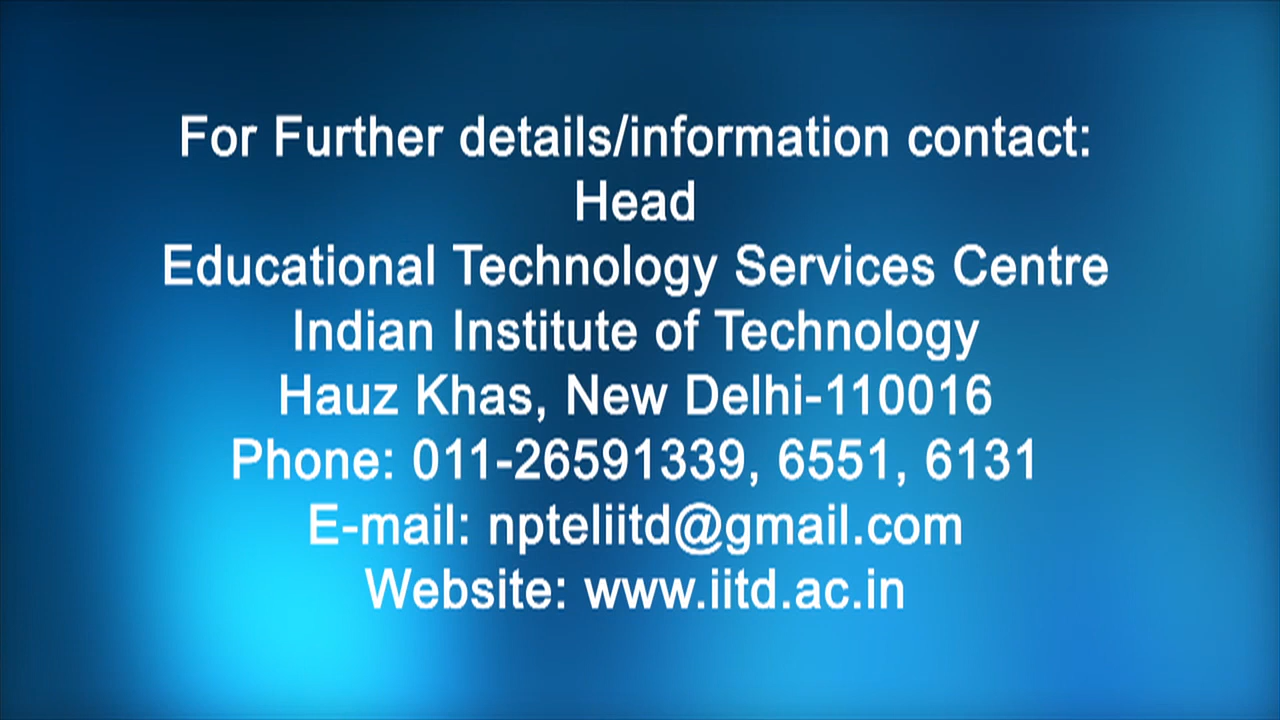 For Further details/information contact:
Head
Educational Technology Services Centre
Indian Institute of Technology
Hauz Khas, New Delhi-110016
Phone: 011-26591339, 6551, 6131
E-mail: npteliitd@gmail.com
Website: www.iitd.ac.in